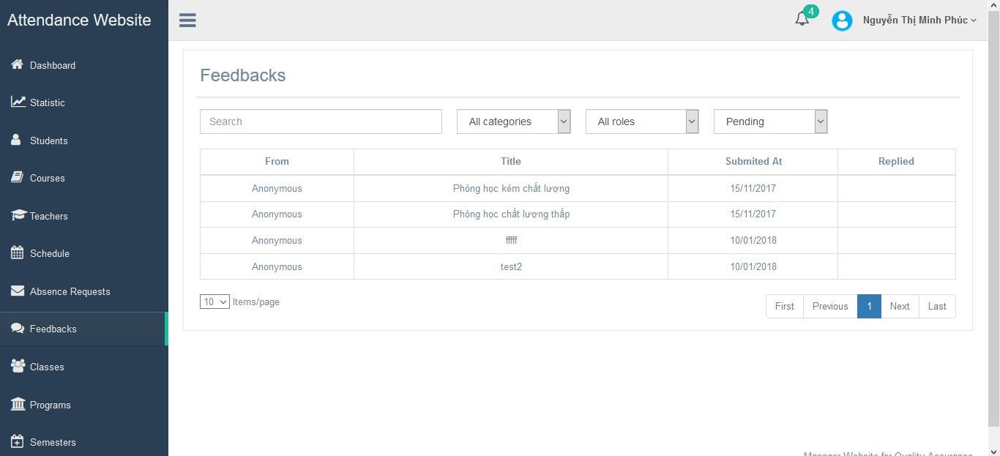 Attendance Website
4
Nguyễn Thị Minh Phúc
Dashboard
Statistic
Students
Courses
Teachers
Schedule
Absence Requests
Feedbacks
Classes
Programs
Semesters
Feedbacks
Search
All categories
All roles
Pending
From Title Submited At Replied
Anonymous Phòng học kém chất lượng 15/11/2017
Anonymous Phòng học chất lượng thấp 15/11/2017
Anonymous fffff 10/01/2018
Anonymous test2 10/01/2018
10 Items/page
First Previous 1 Next Last
Manager Website for Quality Assurance